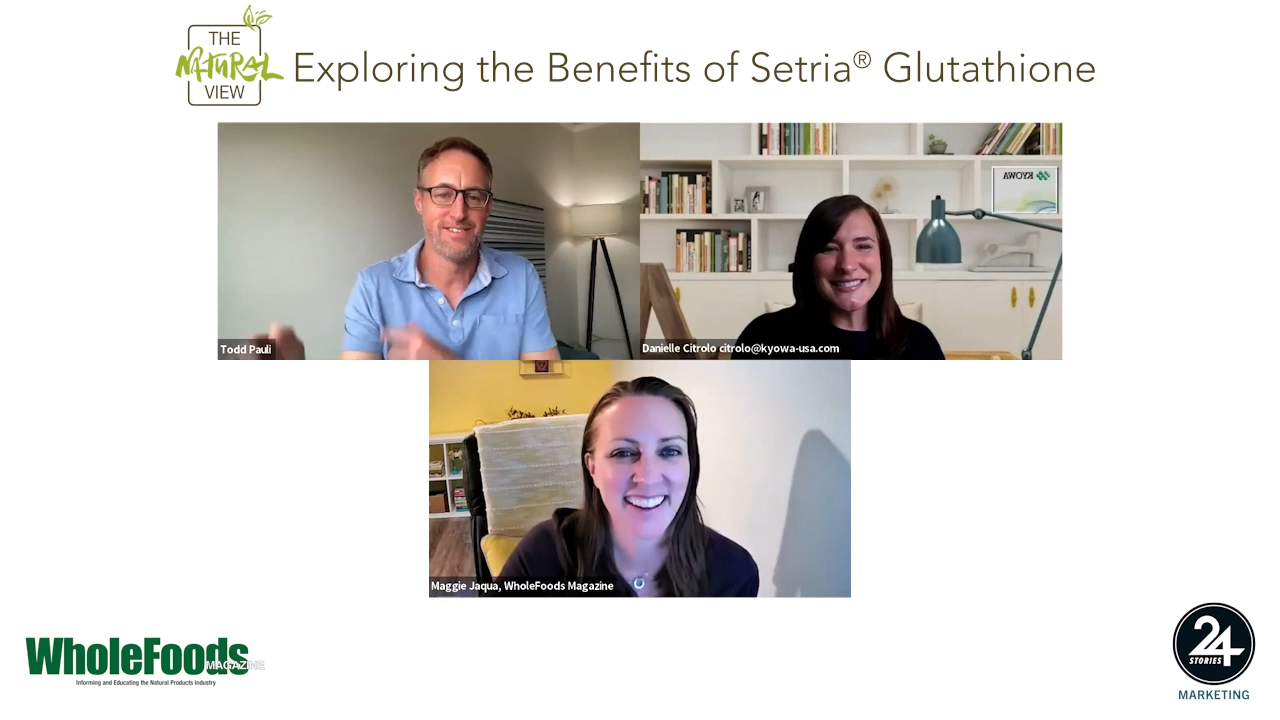 THE
NATURAL
VIEW
Exploring the Benefits of Setria® Glutathione
KYOWA
Todd Pauli
Danielle Citrolo citrolo@kyowa-usa.com
Maggie Jaqua, WholeFoods Magazine
WholeFoods
MAGAZINE
Informing and Educating the Natural Products Industry
24
STORIES
MARKETING